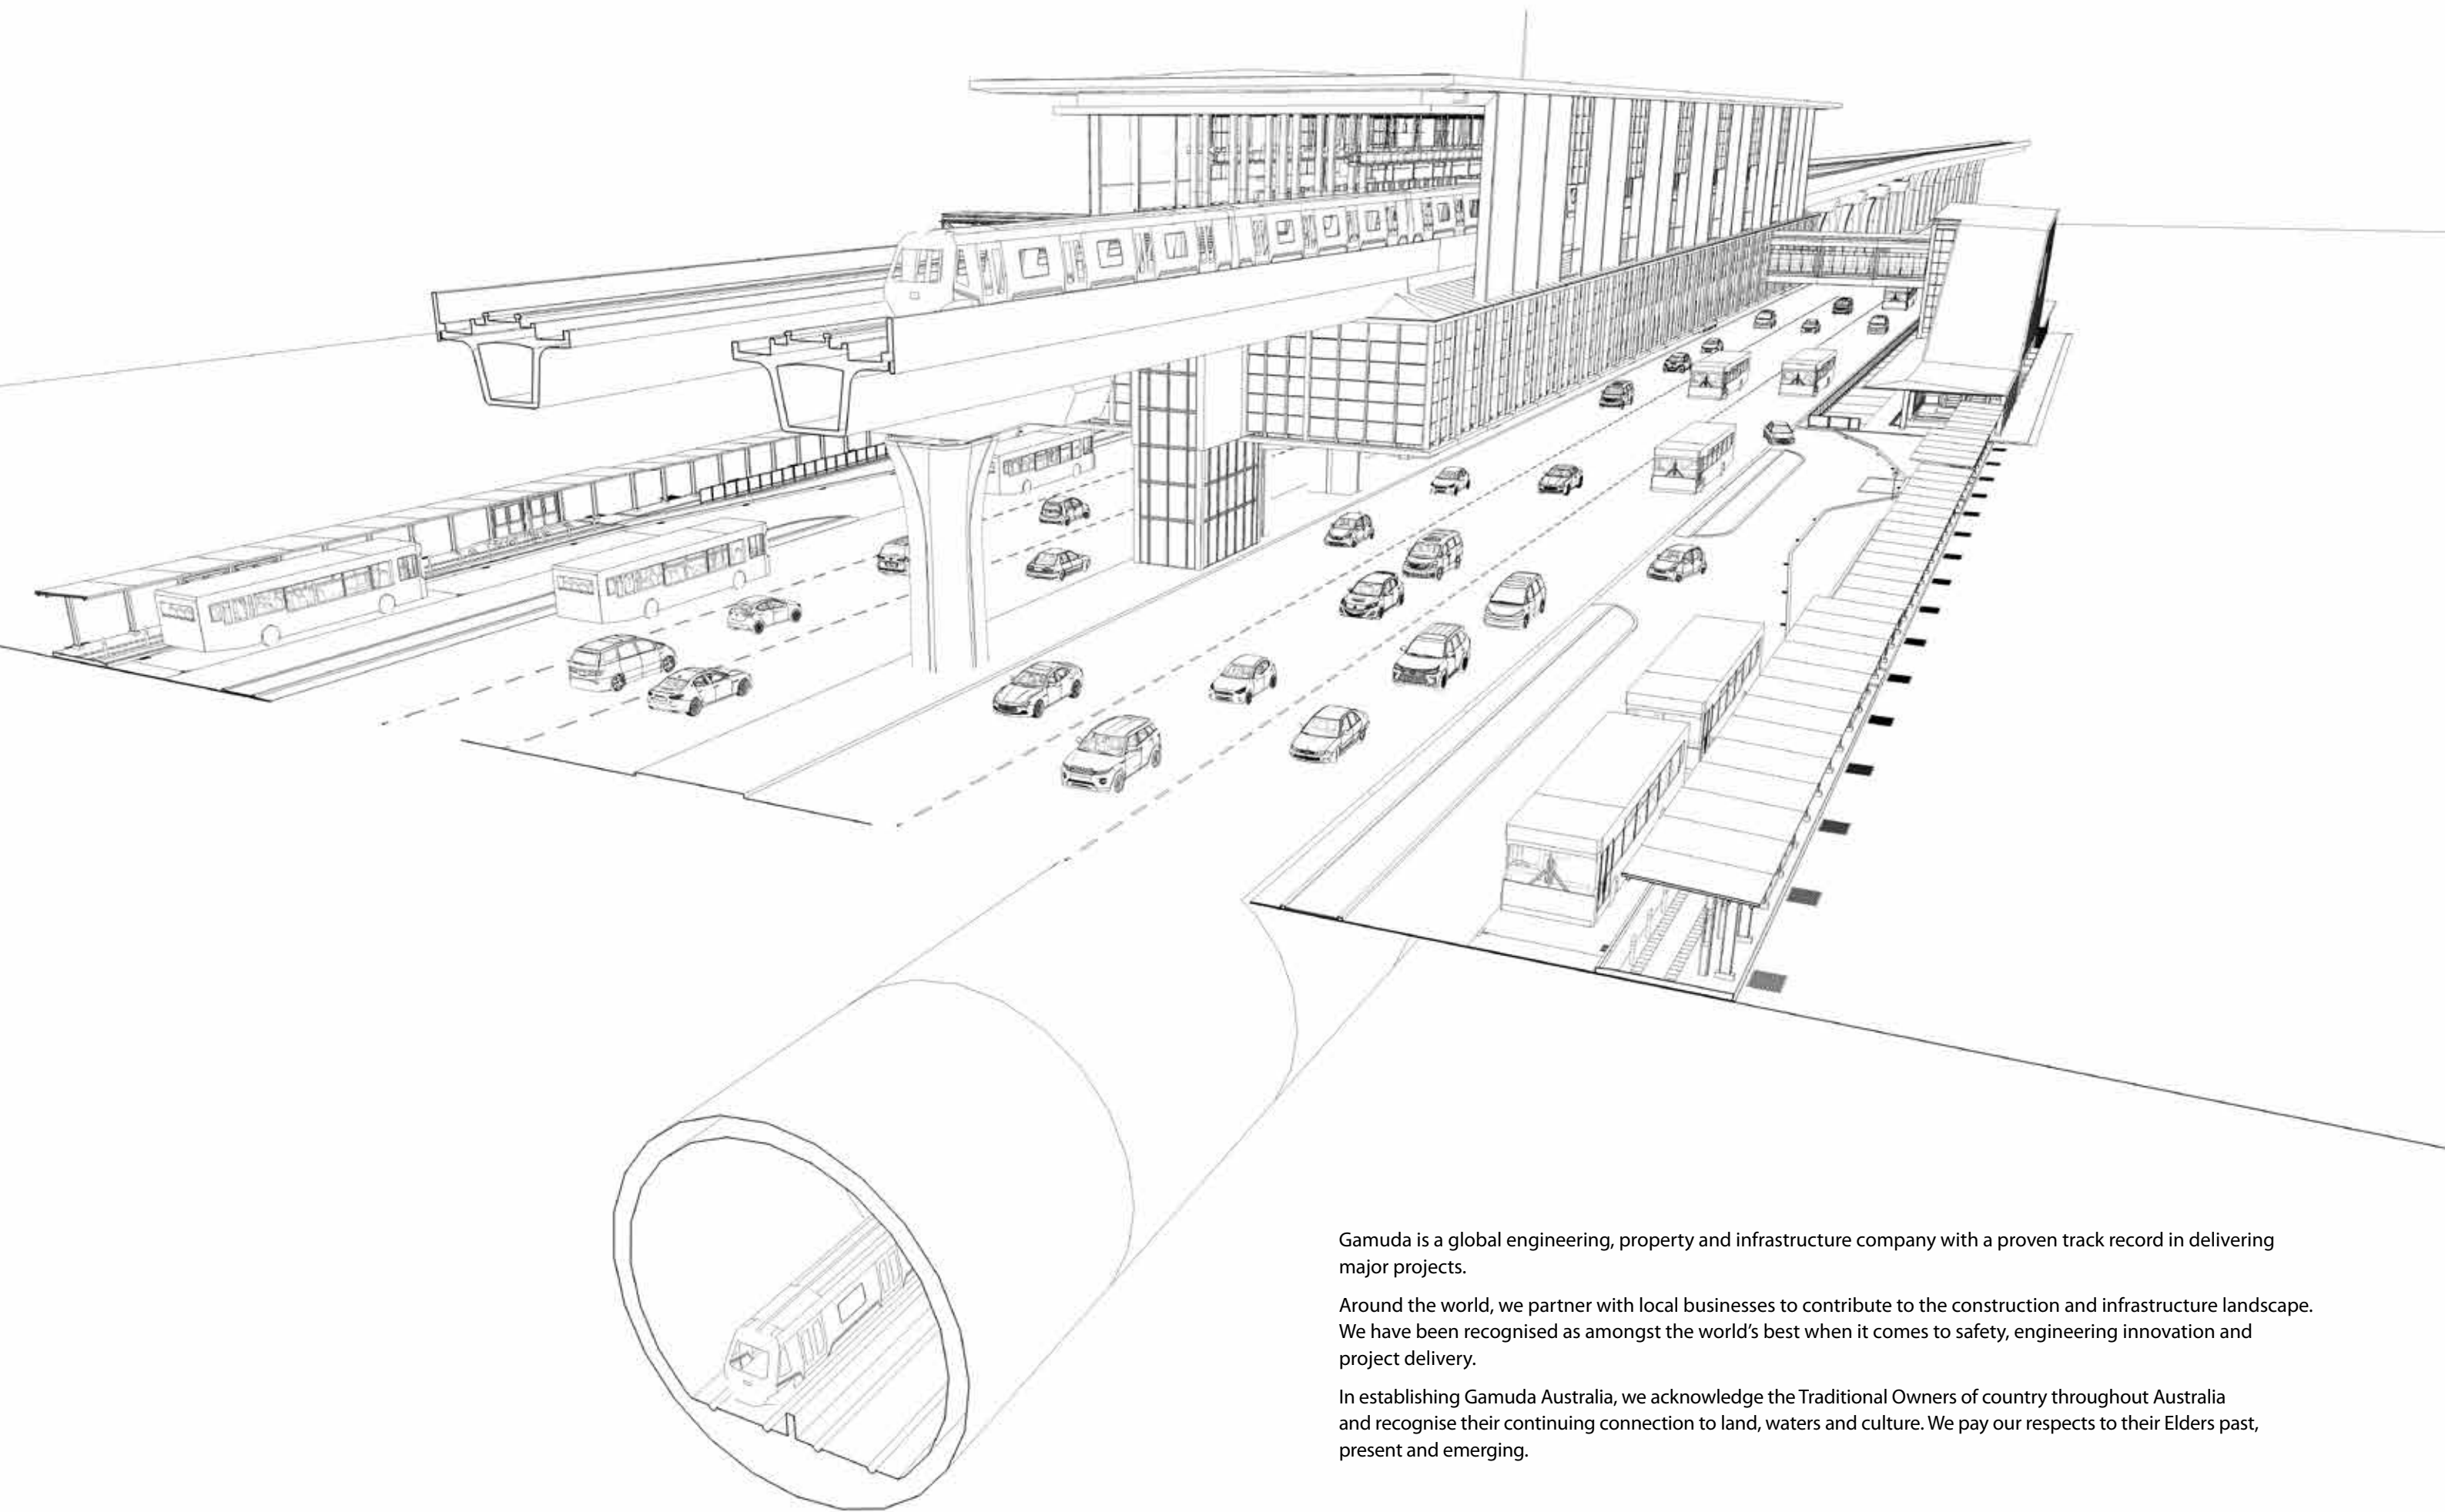 Gamuda is a global engineering, property and infrastructure company with a proven track record in delivering
major projects.
Around the world, we partner with local businesses to contribute to the construction and infrastructure landscape.
We have been recognised as amongst the world’s best when it comes to safety, engineering innovation and
project delivery.
In establishing Gamuda Australia, we acknowledge the Traditional Owners of country throughout Australia
and recognise their continuing connection to land, waters and culture. We pay our respects to their Elders past,
present and emerging.